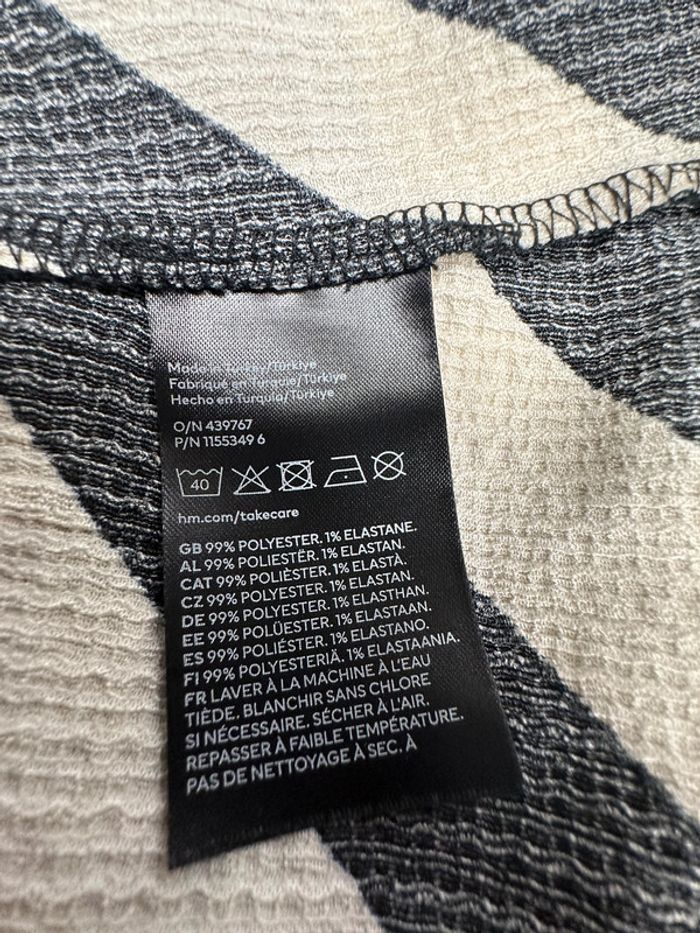 Made in Turkey/Türkiye
Fabriqué en Turquie/Türkiye
Hecho en Turquía/Türkiye
O/N 439767
P/N 1155349 6
40
hm.com/takecare
GB 99% POLYESTER. 1% ELASTANE.
AL 99% POLIESTËR. 1% ELASTAN.
CAT 99% POLIÈSTER. 1% ELASTÀ.
CZ 99% POLYESTER. 1% ELASTAN.
DE 99% POLYESTER. 1% ELASTHAN.
EE 99% POLÜESTER. 1% ELASTAAN.
ES 99% POLIÉSTER. 1% ELASTANO.
FI 99% POLYESTERIÄ. 1% ELASTAANIA.
FR LAVER À LA MACHINE À L'EAU
TIÈDE. BLANCHIR SANS CHLORE
SI NÉCESSAIRE. SÉCHER À L'AIR.
REPASSER À FAIBLE TEMPÉRATURE.
PAS DE NETTOYAGE À SEC. À